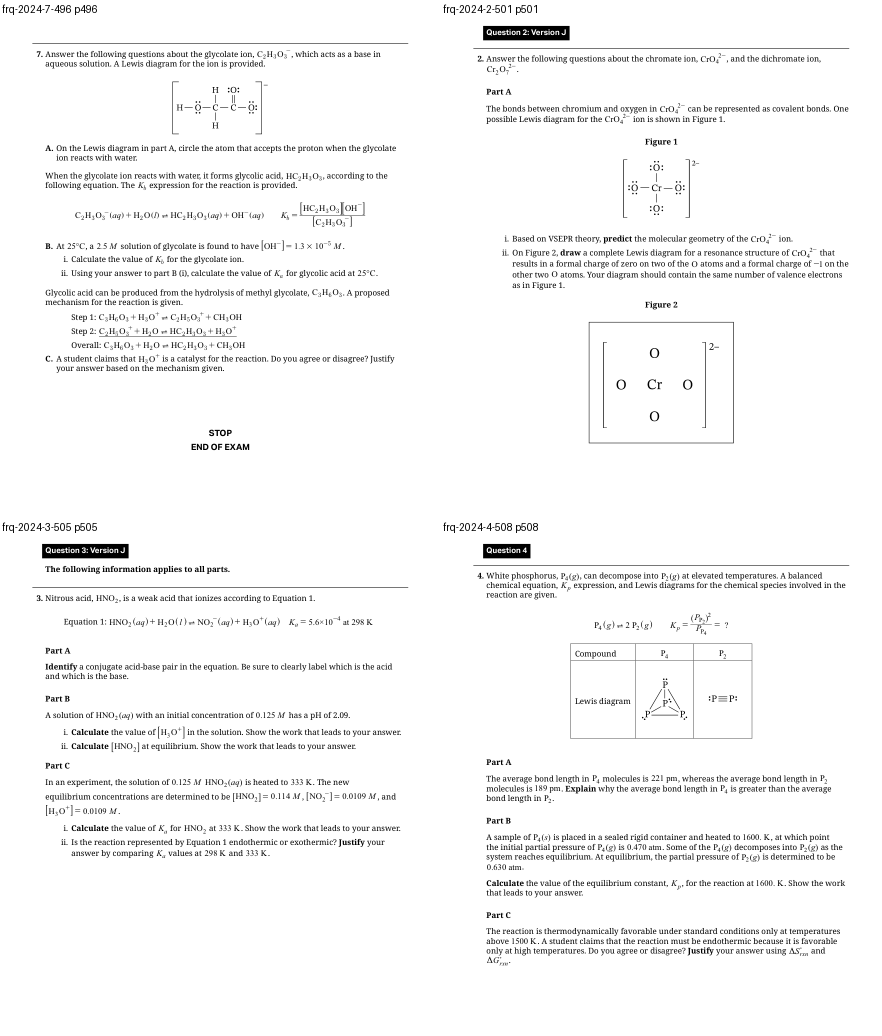 frq-2024-7-496 p496
7. Answer the following questions about the glycolate ion, C₂H₃O₃⁻, which acts as a base in
aqueous solution. A Lewis diagram for the ion is provided.
H :O:
H—O—C—C—O:
H
−
A. On the Lewis diagram in part A, circle the atom that accepts the proton when the glycolate
ion reacts with water.
When the glycolate ion reacts with water, it forms glycolic acid, HC₂H₃O₃, according to the
following equation. The K_b expression for the reaction is provided.
C₂H₃O₃⁻(aq) + H₂O(l) ⇌ HC₂H₃O₃(aq) + OH⁻(aq) K_b = [HC₂H₃O₃][OH⁻] / [C₂H₃O₃⁻]
B. At 25°C, a 2.5 M solution of glycolate is found to have [OH⁻] = 1.3 × 10⁻⁵ M.
i. Calculate the value of K_b for the glycolate ion.
ii. Using your answer to part B (i), calculate the value of K_a for glycolic acid at 25°C.
Glycolic acid can be produced from the hydrolysis of methyl glycolate, C₃H₆O₃. A proposed
mechanism for the reaction is given.
Step 1: C₃H₆O₃ + H₃O⁺ ⇌ C₂H₅O₃⁺ + CH₃OH
Step 2: C₂H₅O₃⁺ + H₂O ⇌ HC₂H₃O₃ + H₃O⁺
Overall: C₃H₆O₃ + H₂O ⇌ HC₂H₃O₃ + CH₃OH
C. A student claims that H₃O⁺ is a catalyst for the reaction. Do you agree or disagree? Justify
your answer based on the mechanism given.
STOP
END OF EXAM
frq-2024-2-501 p501
Question 2: Version J
2. Answer the following questions about the chromate ion, CrO₄²⁻, and the dichromate ion,
Cr₂O₇²⁻.
Part A
The bonds between chromium and oxygen in CrO₄²⁻ can be represented as covalent bonds. One
possible Lewis diagram for the CrO₄²⁻ ion is shown in Figure 1.
Figure 1
:O: 2−
:O—Cr—O:
:O:
i. Based on VSEPR theory, predict the molecular geometry of the CrO₄²⁻ ion.
ii. On Figure 2, draw a complete Lewis diagram for a resonance structure of CrO₄²⁻ that
results in a formal charge of zero on two of the O atoms and a formal charge of −1 on the
other two O atoms. Your diagram should contain the same number of valence electrons
as in Figure 1.
Figure 2
O 2−
O Cr O
O
frq-2024-3-505 p505
Question 3: Version J
The following information applies to all parts.
3. Nitrous acid, HNO₂, is a weak acid that ionizes according to Equation 1.
Equation 1: HNO₂(aq) + H₂O(l) ⇌ NO₂⁻(aq) + H₃O⁺(aq) K_a = 5.6×10⁻⁴ at 298 K
Part A
Identify a conjugate acid-base pair in the equation. Be sure to clearly label which is the acid
and which is the base.
Part B
A solution of HNO₂(aq) with an initial concentration of 0.125 M has a pH of 2.09.
i. Calculate the value of [H₃O⁺] in the solution. Show the work that leads to your answer.
ii. Calculate [HNO₂] at equilibrium. Show the work that leads to your answer.
Part C
In an experiment, the solution of 0.125 M HNO₂(aq) is heated to 333 K. The new
equilibrium concentrations are determined to be [HNO₂] = 0.114 M, [NO₂⁻] = 0.0109 M, and
[H₃O⁺] = 0.0109 M.
i. Calculate the value of K_a for HNO₂ at 333 K. Show the work that leads to your answer.
ii. Is the reaction represented by Equation 1 endothermic or exothermic? Justify your
answer by comparing K_a values at 298 K and 333 K.
frq-2024-4-508 p508
Question 4
4. White phosphorus, P₄(g), can decompose into P₂(g) at elevated temperatures. A balanced
chemical equation, K_p expression, and Lewis diagrams for the chemical species involved in the
reaction are given.
P₄(g) ⇌ 2 P₂(g) K_p = (P_P₂)² / P_P₄ = ?
Compound P₄ P₂
Lewis diagram P P P P :P≡P:
Part A
The average bond length in P₄ molecules is 221 pm, whereas the average bond length in P₂
molecules is 189 pm. Explain why the average bond length in P₄ is greater than the average
bond length in P₂.
Part B
A sample of P₄(s) is placed in a sealed rigid container and heated to 1600. K, at which point
the initial partial pressure of P₄(g) is 0.470 atm. Some of the P₄(g) decomposes into P₂(g) as the
system reaches equilibrium. At equilibrium, the partial pressure of P₂(g) is determined to be
0.630 atm.
Calculate the value of the equilibrium constant, K_p, for the reaction at 1600. K. Show the work
that leads to your answer.
Part C
The reaction is thermodynamically favorable under standard conditions only at temperatures
above 1500 K. A student claims that the reaction must be endothermic because it is favorable
only at high temperatures. Do you agree or disagree? Justify your answer using ΔS°ᵣₓₙ and
ΔG°ᵣₓₙ.